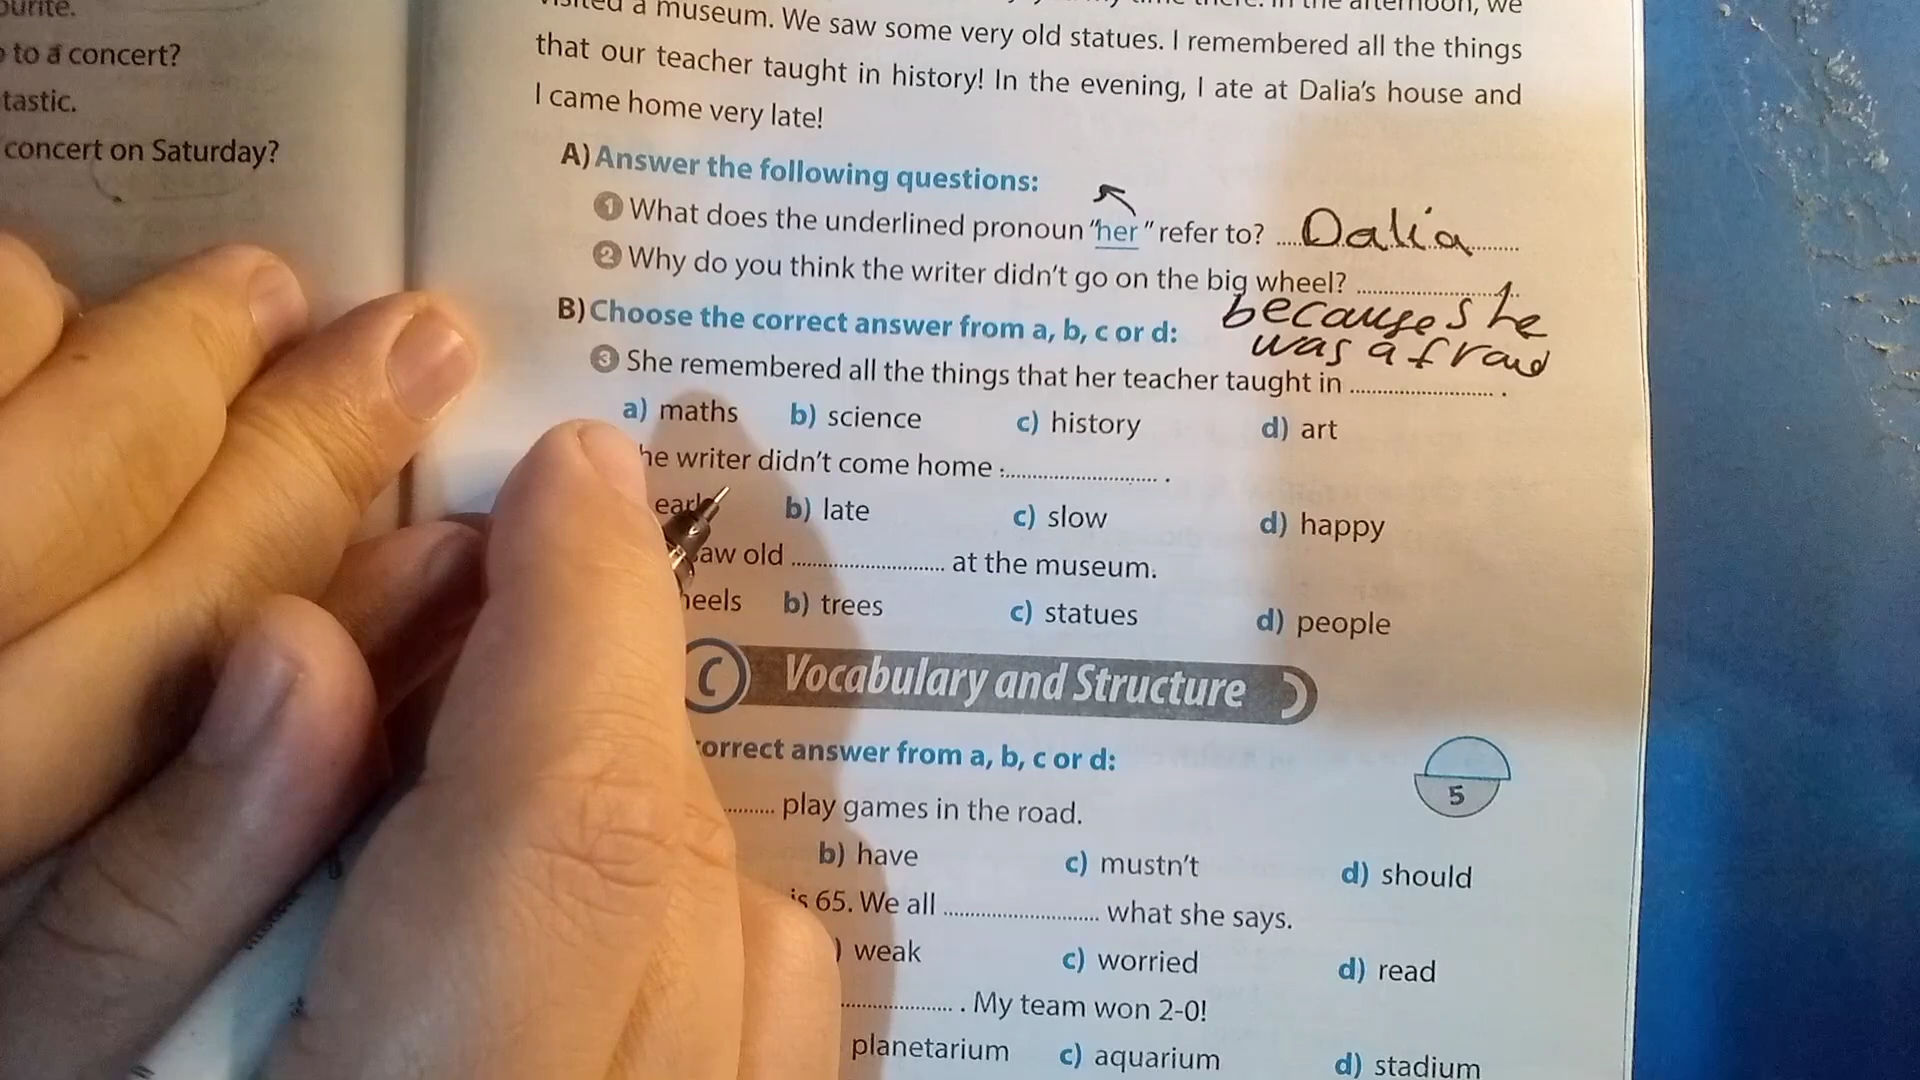 ourite.
to a concert?
tastic.
concert on Saturday?
visited a museum. We saw some very old statues. I remembered all the things
that our teacher taught in history! In the evening, I ate at Dalia's house and
I came home very late!
A) Answer the following questions:
1 What does the underlined pronoun "her" refer to? Dalia
2 Why do you think the writer didn't go on the big wheel?
because she
was afraid
B) Choose the correct answer from a, b, c or d:
3 She remembered all the things that her teacher taught in .................... .
a) maths b) science c) history d) art
he writer didn't come home .................... .
b) late c) slow d) happy
aw old .................... at the museum.
heels b) trees c) statues d) people
C Vocabulary and Structure
orrect answer from a, b, c or d:
5
.......... play games in the road.
b) have c) mustn't d) should
is 65. We all .................... what she says.
) weak c) worried d) read
.................... . My team won 2-0!
planetarium c) aquarium d) stadium